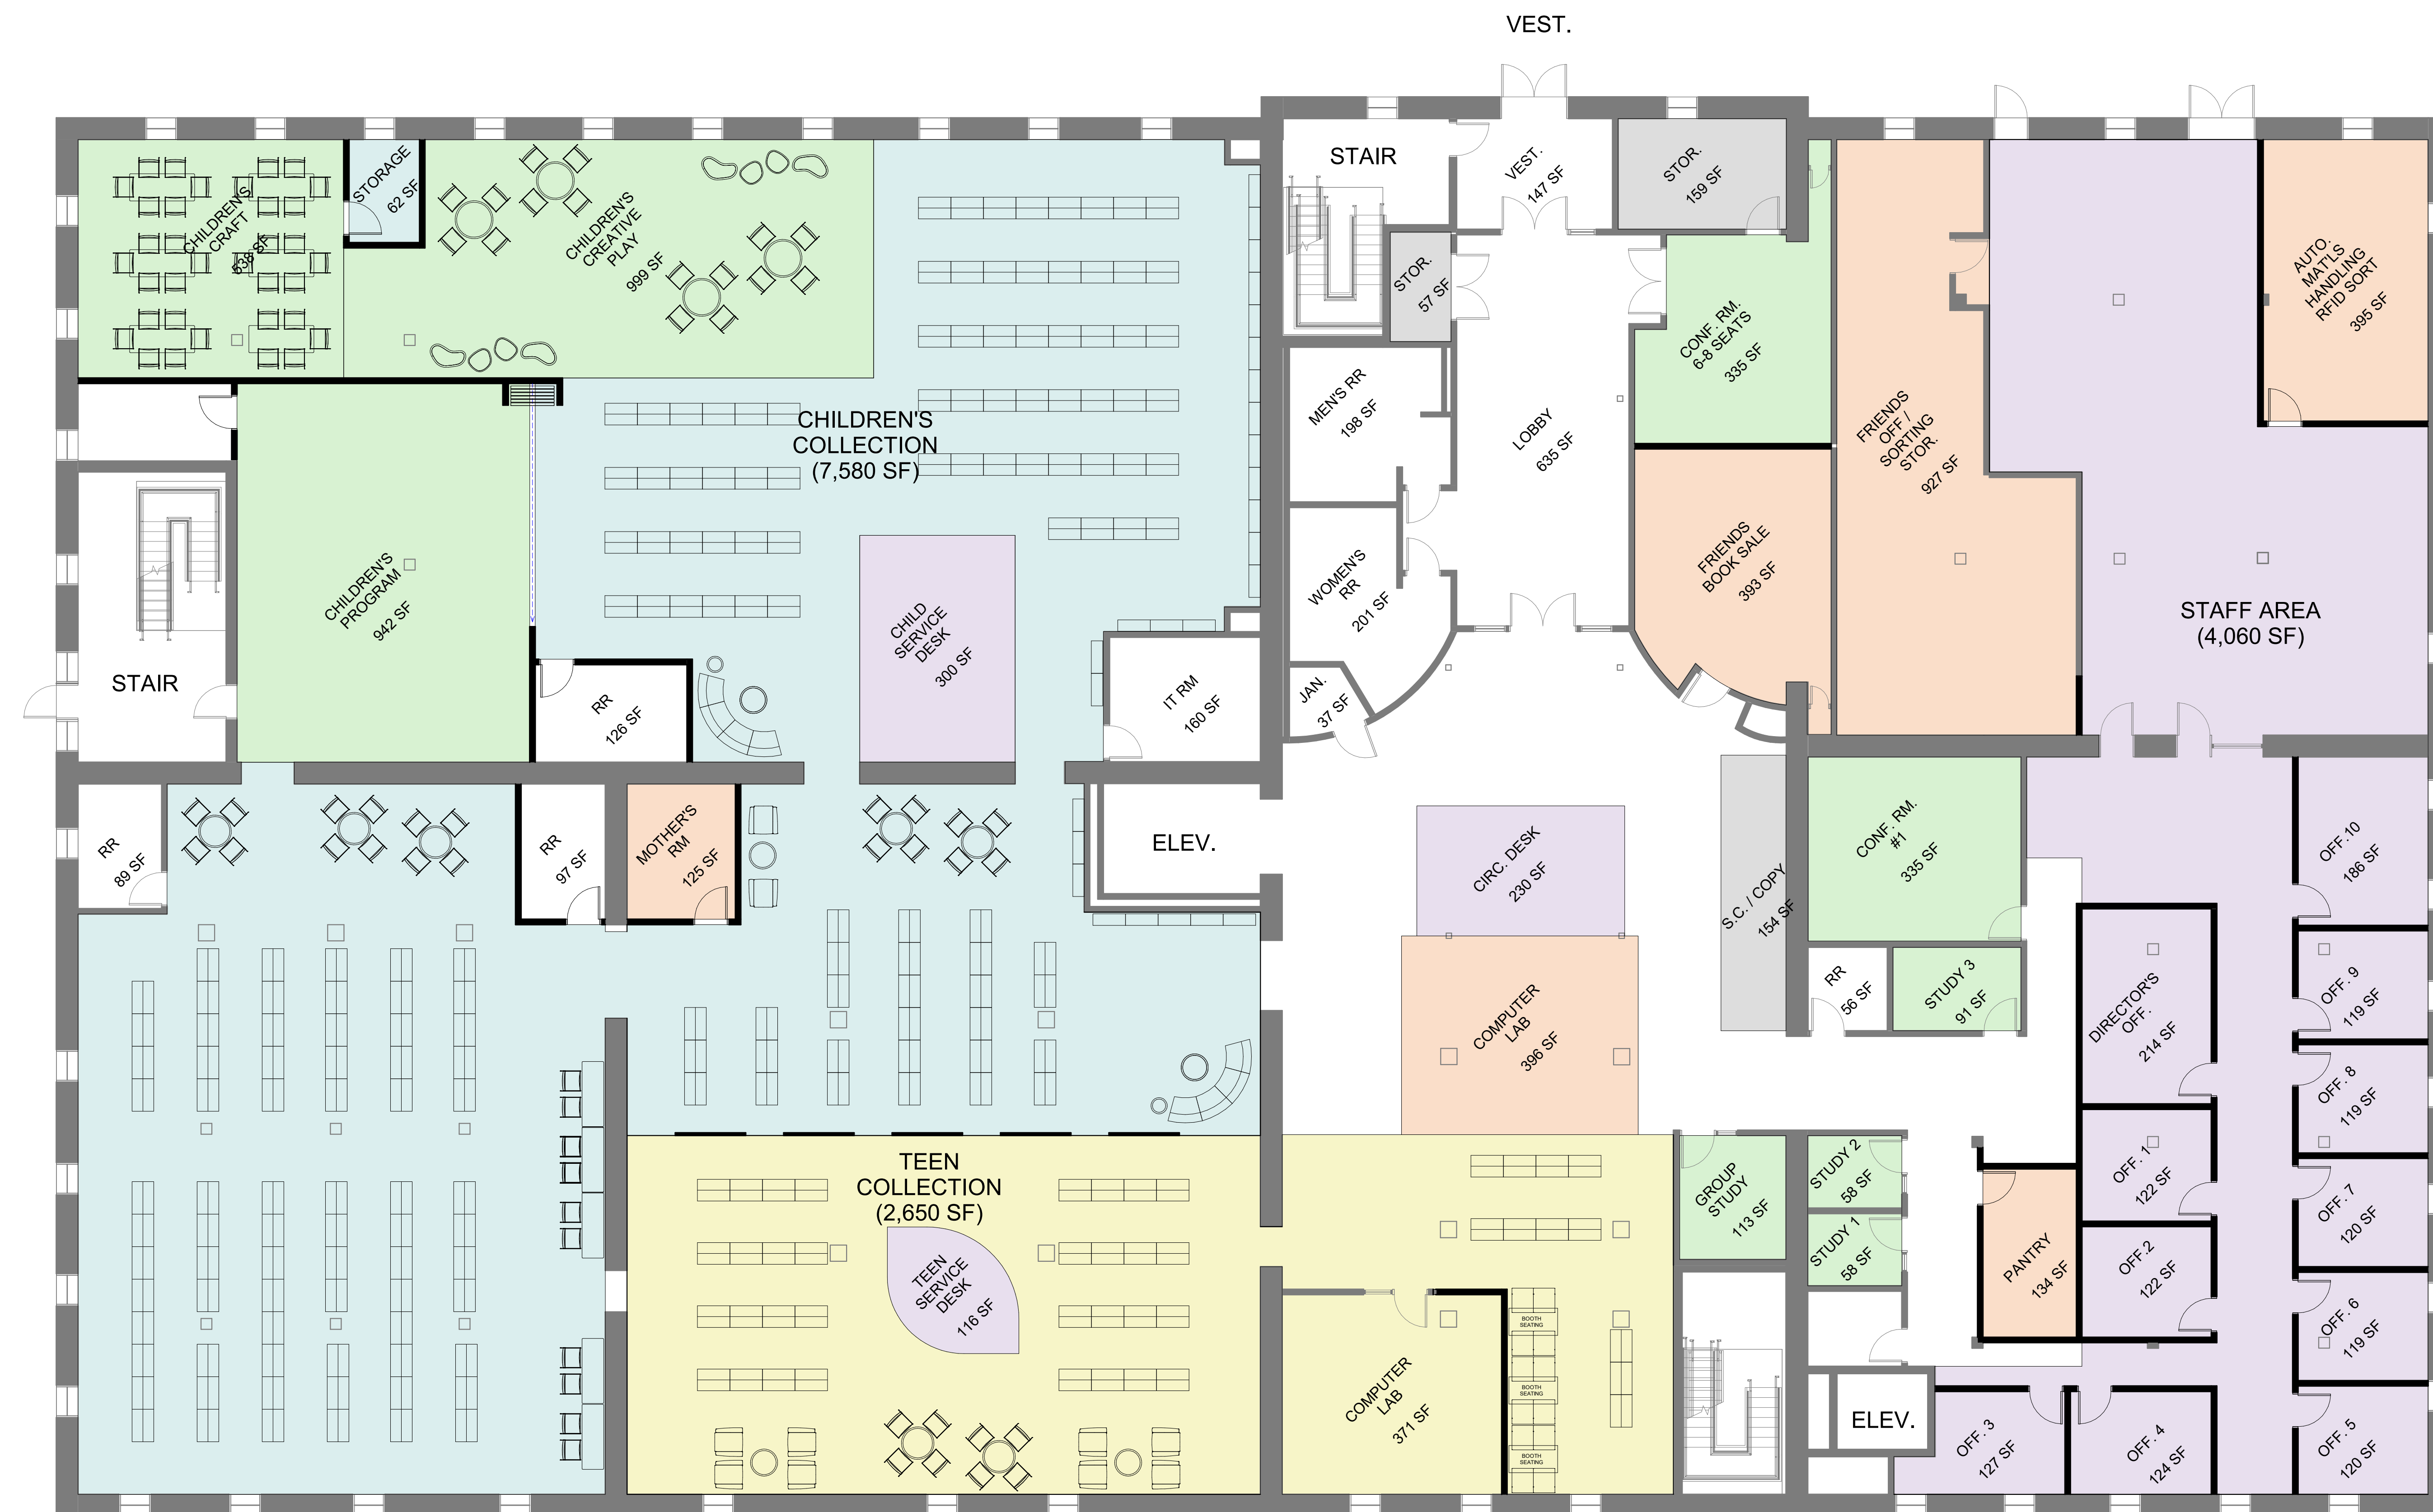 VEST.
STAIR
VEST.
147 SF
STOR.
159 SF
CHILDREN'S
CRAFT
538 SF
STORAGE
62 SF
CHILDREN'S
CREATIVE
PLAY
999 SF
STOR.
57 SF
CONF. RM.
6-8 SEATS
335 SF
AUTO.
MAT'LS
HANDLING
RFID SORT
395 SF
CHILDREN'S
COLLECTION
(7,580 SF)
MEN'S RR
198 SF
LOBBY
635 SF
FRIENDS
OFF /
SORTING
STOR.
927 SF
CHILDREN'S
PROGRAM
942 SF
CHILD
SERVICE
DESK
300 SF
WOMEN'S
RR
201 SF
FRIENDS
BOOK SALE
393 SF
STAFF AREA
(4,060 SF)
STAIR
RR
126 SF
IT RM
160 SF
JAN.
37 SF
RR
89 SF
RR
97 SF
MOTHER'S
RM
125 SF
ELEV.
CIRC. DESK
230 SF
S.C. / COPY
154 SF
CONF. RM.
#1
335 SF
OFF.10
186 SF
COMPUTER
LAB
396 SF
RR
56 SF
STUDY 3
91 SF
DIRECTOR'S
OFF.
214 SF
OFF. 9
119 SF
OFF. 8
119 SF
TEEN
COLLECTION
(2,650 SF)
GROUP
STUDY
113 SF
STUDY 2
58 SF
STUDY 1
58 SF
OFF. 1
122 SF
OFF. 7
120 SF
TEEN
SERVICE
DESK
116 SF
PANTRY
134 SF
OFF.2
122 SF
OFF. 6
119 SF
COMPUTER
LAB
371 SF
BOOTH
SEATING
BOOTH
SEATING
BOOTH
SEATING
ELEV.
OFF. 3
127 SF
OFF. 4
124 SF
OFF. 5
120 SF